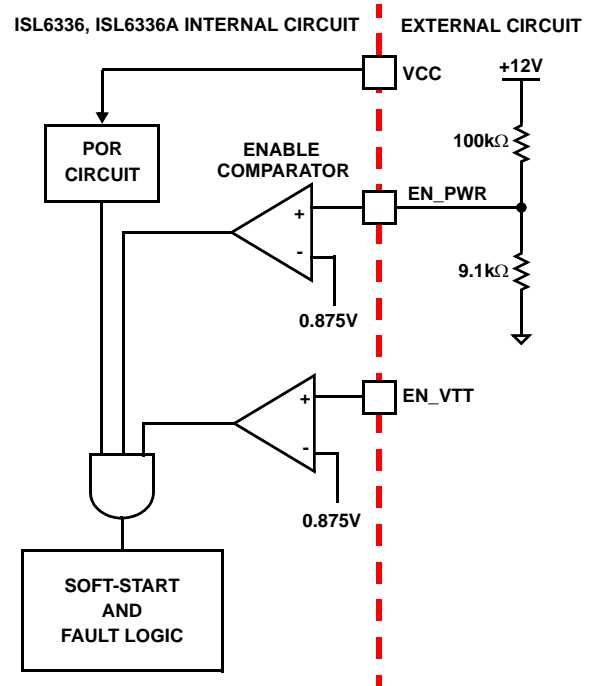 ISL6336, ISL6336A INTERNAL CIRCUIT
EXTERNAL CIRCUIT
VCC
+12V
100kΩ
POR
CIRCUIT
ENABLE
COMPARATOR
EN_PWR
+
-
0.875V
9.1kΩ
EN_VTT
+
-
0.875V
SOFT-START
AND
FAULT LOGIC